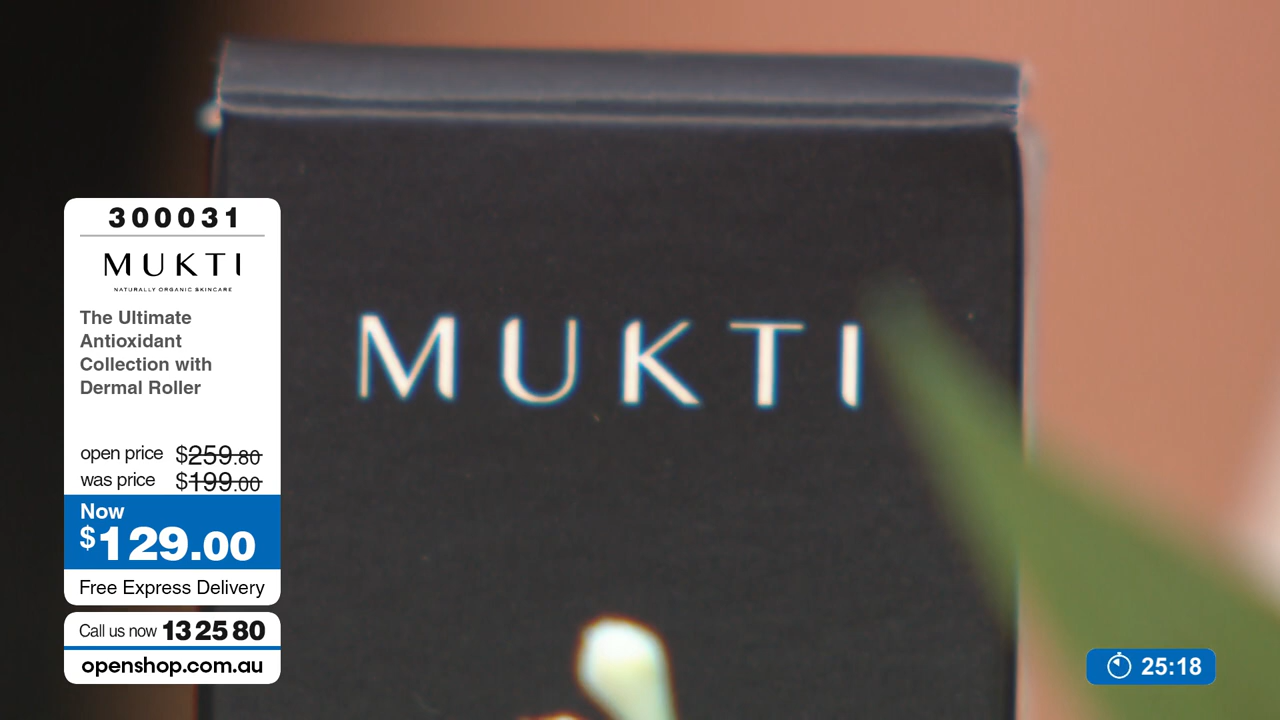 300031
MUKTI
NATURALLY ORGANIC SKINCARE
The Ultimate
Antioxidant
Collection with
Dermal Roller
open price $259.80
was price $199.00
Now
$129.00
Free Express Delivery
Call us now 13 25 80
openshop.com.au
MUKTI
25:18